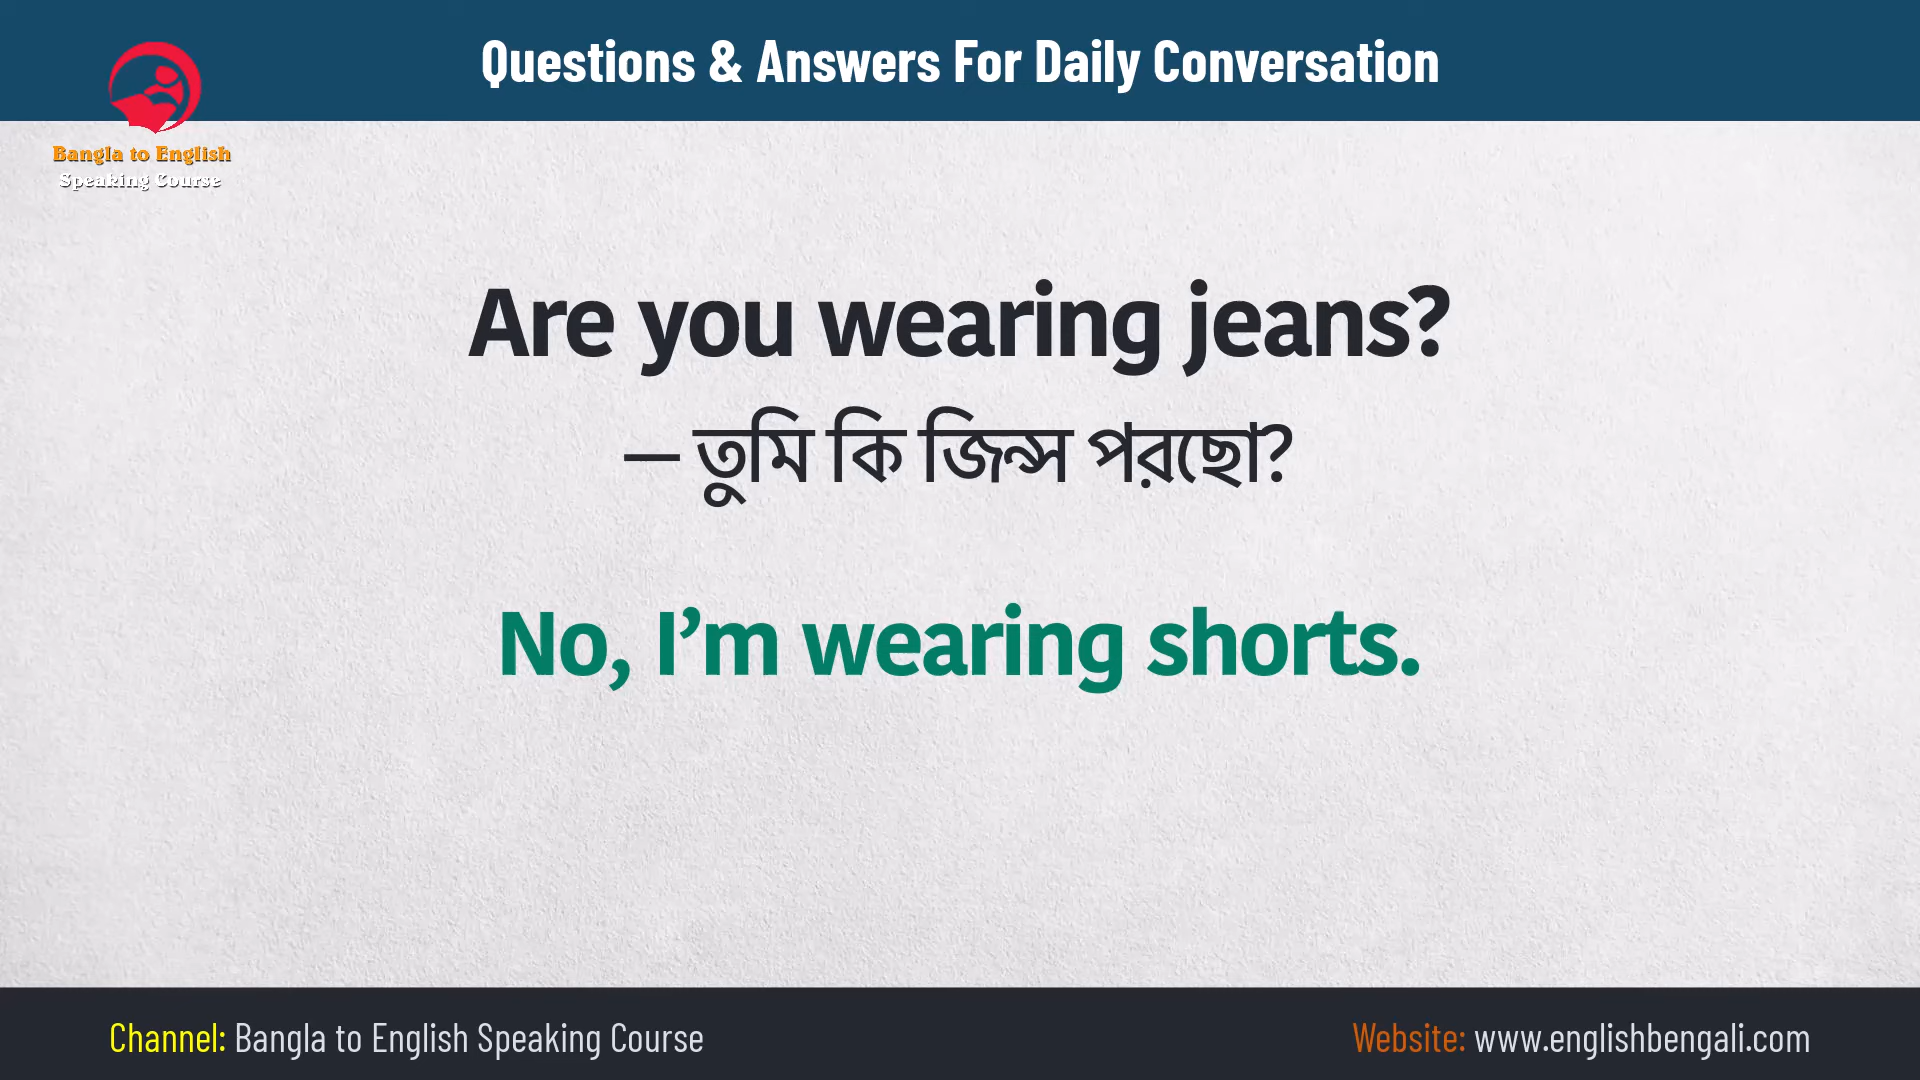 Questions & Answers For Daily Conversation
Bangla to English
Speaking Course
Are you wearing jeans?
– তুমি কি জিন্স পরছো?
No, I’m wearing shorts.
Channel: Bangla to English Speaking Course
Website: www.englishbengali.com